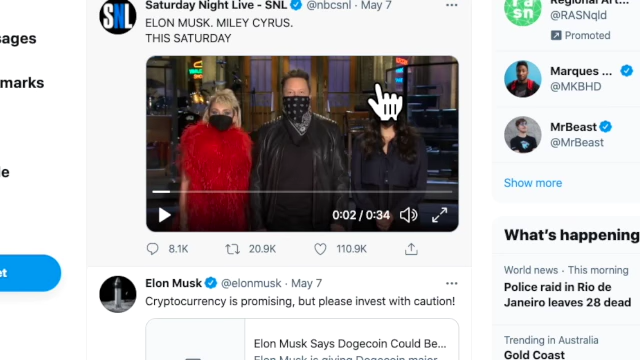 sages
marks
le
et
SNL
Saturday Night Live - SNL @nbcsnl · May 7
ELON MUSK. MILEY CYRUS.
THIS SATURDAY
0:02 / 0:34
8.1K 20.9K 110.9K
Elon Musk @elonmusk · May 7
Cryptocurrency is promising, but please invest with caution!
Elon Musk Says Dogecoin Could Be...
Elon Musk is giving Dogecoin major
ra
sn
Regional Art...
@RASNqld
Promoted
Marques ...
@MKBHD
MrBeast
@MrBeast
Show more
What's happening
World news · This morning
Police raid in Rio de
Janeiro leaves 28 dead
Trending in Australia
Gold Coast